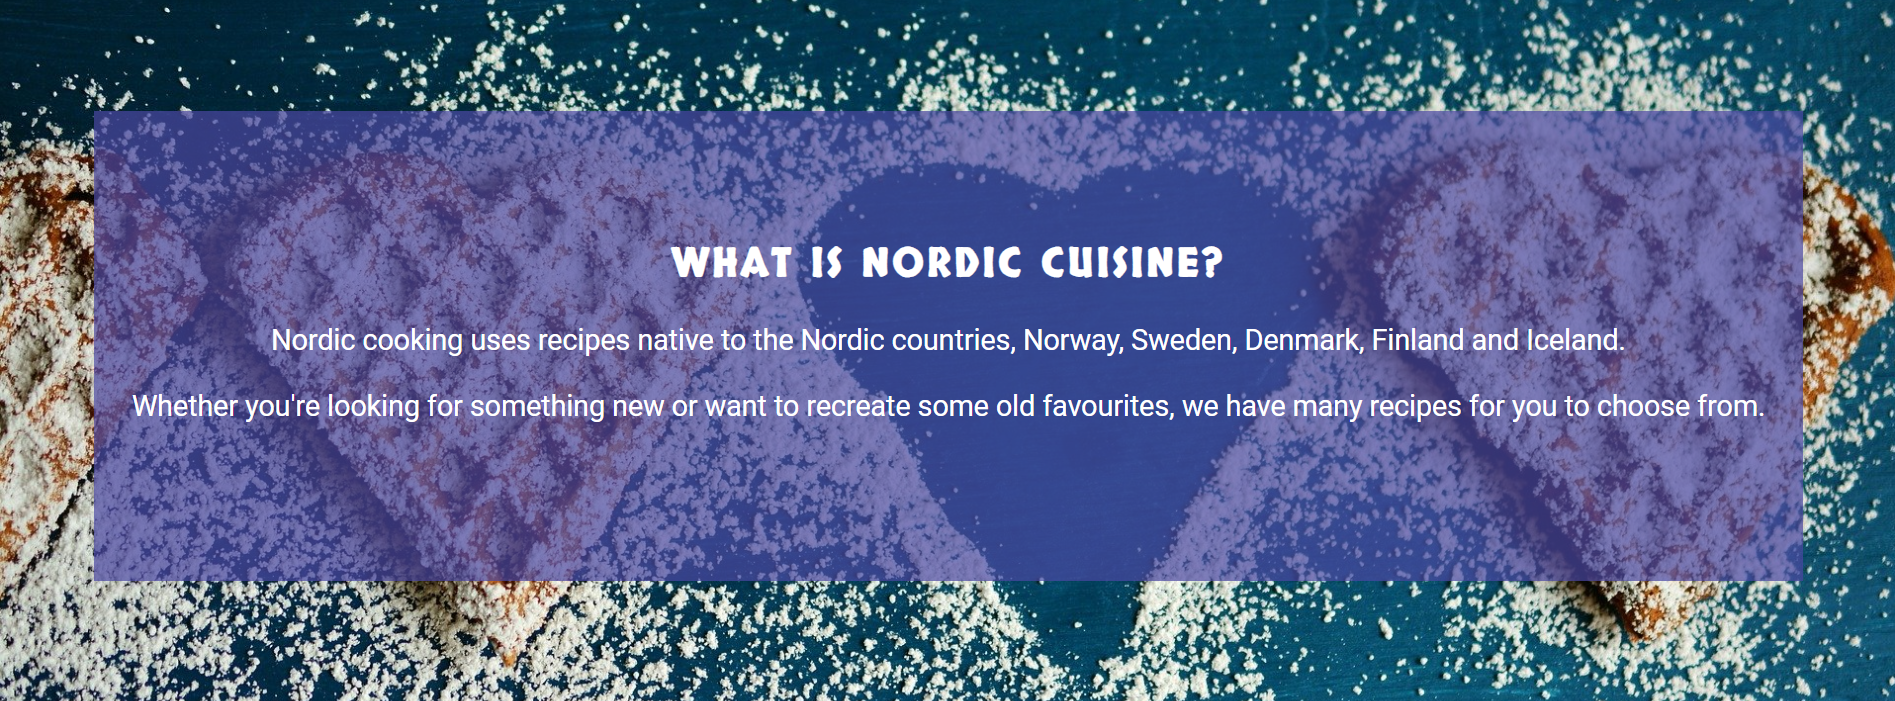 WHAT IS NORDIC CUISINE?
Nordic cooking uses recipes native to the Nordic countries, Norway, Sweden, Denmark, Finland and Iceland.
Whether you're looking for something new or want to recreate some old favourites, we have many recipes for you to choose from.